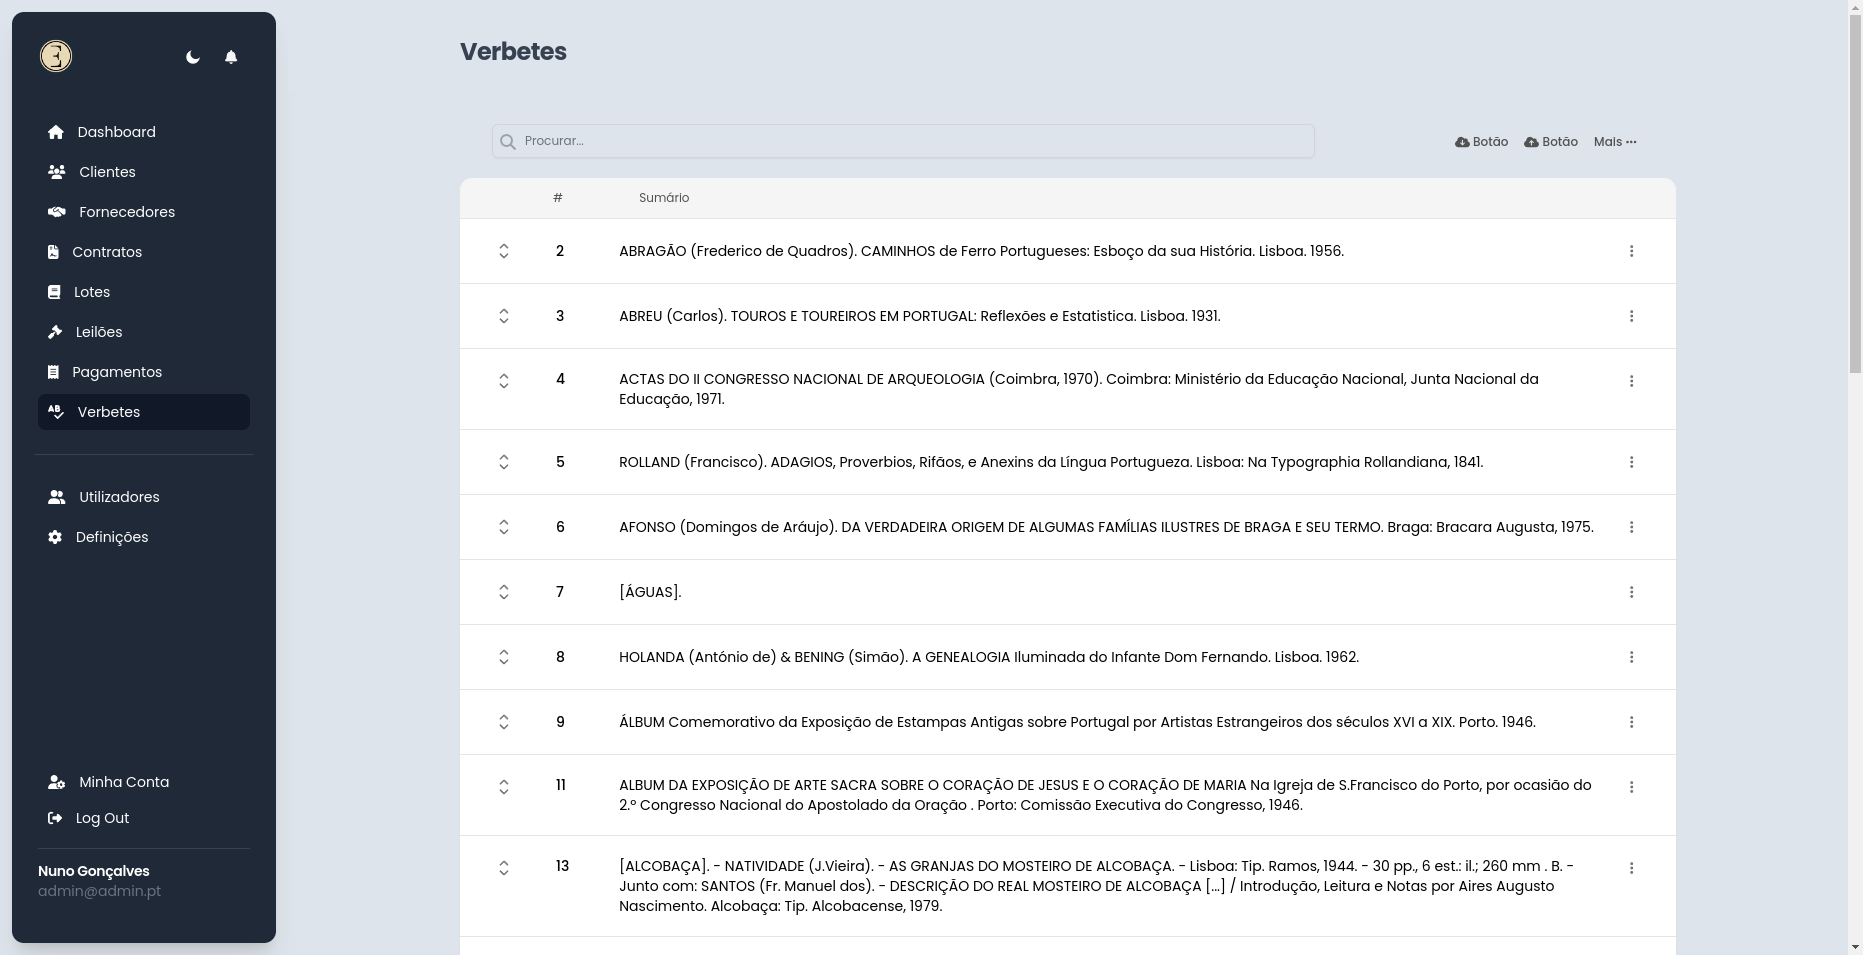 Dashboard
Clientes
Fornecedores
Contratos
Lotes
Leilões
Pagamentos
Verbetes
Utilizadores
Definições
Minha Conta
Log Out
Nuno Gonçalves
admin@admin.pt
Verbetes
Procurar...
Botão Botão Mais
# Sumário
2 ABRAGÃO (Frederico de Quadros). CAMINHOS de Ferro Portugueses: Esboço da sua História. Lisboa. 1956.
3 ABREU (Carlos). TOUROS E TOUREIROS EM PORTUGAL: Reflexões e Estatistica. Lisboa. 1931.
4 ACTAS DO II CONGRESSO NACIONAL DE ARQUEOLOGIA (Coimbra, 1970). Coimbra: Ministério da Educação Nacional, Junta Nacional da
Educação, 1971.
5 ROLLAND (Francisco). ADAGIOS, Proverbios, Rifãos, e Anexins da Língua Portugueza. Lisboa: Na Typographia Rollandiana, 1841.
6 AFONSO (Domingos de Aráujo). DA VERDADEIRA ORIGEM DE ALGUMAS FAMÍLIAS ILUSTRES DE BRAGA E SEU TERMO. Braga: Bracara Augusta, 1975.
7 [ÁGUAS].
8 HOLANDA (António de) & BENING (Simão). A GENEALOGIA Iluminada do Infante Dom Fernando. Lisboa. 1962.
9 ÁLBUM Comemorativo da Exposição de Estampas Antigas sobre Portugal por Artistas Estrangeiros dos séculos XVI a XIX. Porto. 1946.
11 ALBUM DA EXPOSIÇÃO DE ARTE SACRA SOBRE O CORAÇÃO DE JESUS E O CORAÇÃO DE MARIA Na Igreja de S.Francisco do Porto, por ocasião do
2.º Congresso Nacional do Apostolado da Oração . Porto: Comissão Executiva do Congresso, 1946.
13 [ALCOBAÇA]. - NATIVIDADE (J.Vieira). - AS GRANJAS DO MOSTEIRO DE ALCOBAÇA. - Lisboa: Tip. Ramos, 1944. - 30 pp., 6 est.: il.; 260 mm . B. -
Junto com: SANTOS (Fr. Manuel dos). - DESCRIÇÃO DO REAL MOSTEIRO DE ALCOBAÇA [...] / Introdução, Leitura e Notas por Aires Augusto
Nascimento. Alcobaça: Tip. Alcobacense, 1979.